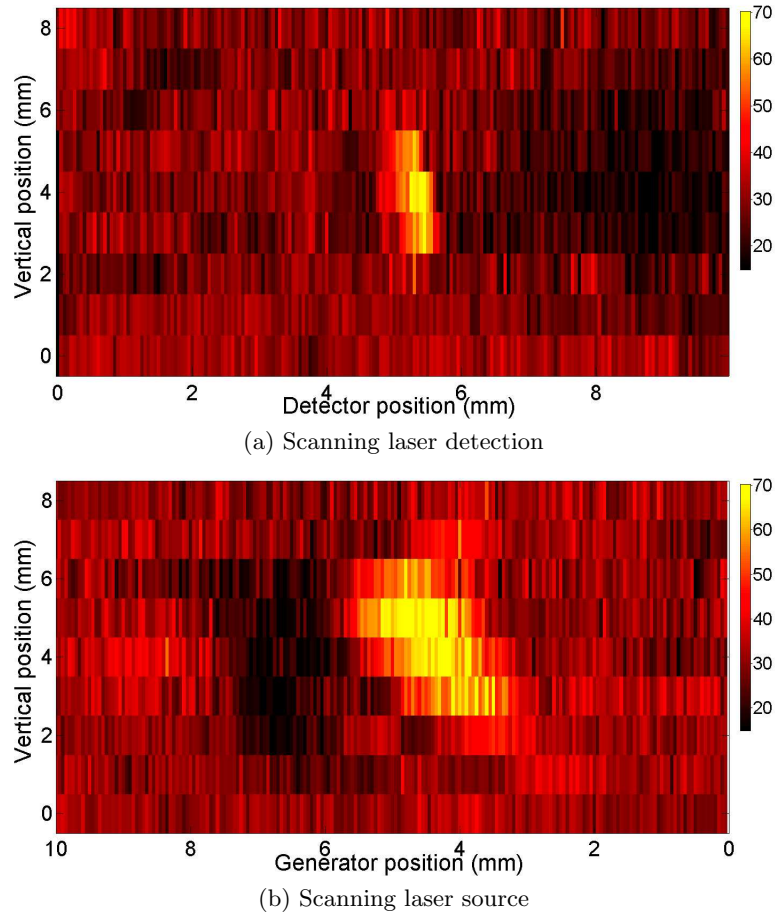 8
6
4
2
0
Vertical position (mm)
0 2 4 6 8
Detector position (mm)
70
60
50
40
30
20
(a) Scanning laser detection
8
6
4
2
0
Vertical position (mm)
10 8 6 4 2 0
Generator position (mm)
70
60
50
40
30
20
(b) Scanning laser source